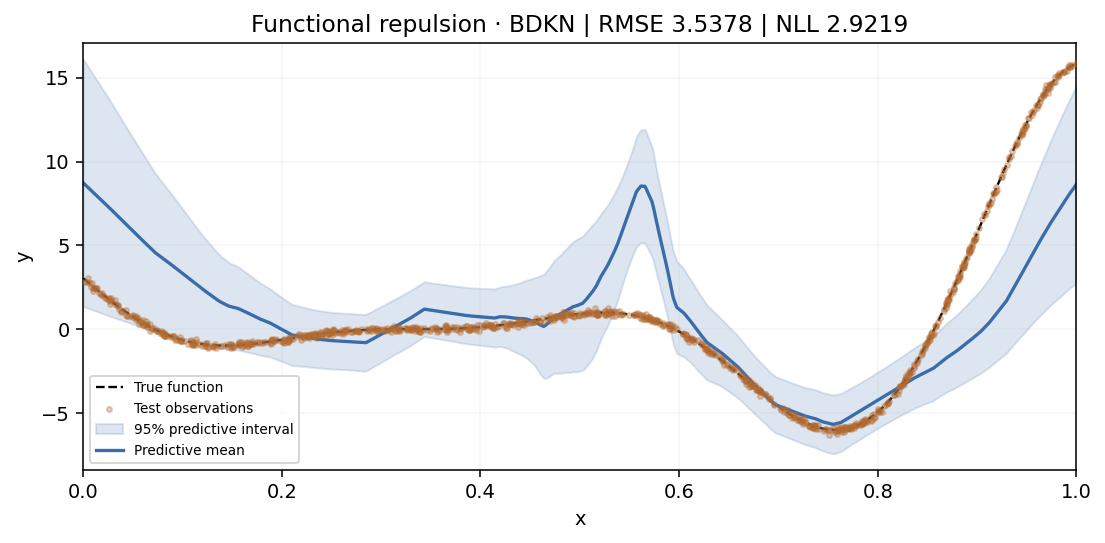 Functional repulsion · BDKN | RMSE 3.5378 | NLL 2.9219
15
10
5
0
−5
y
True function
Test observations
95% predictive interval
Predictive mean
0.0 0.2 0.4 0.6 0.8 1.0
x